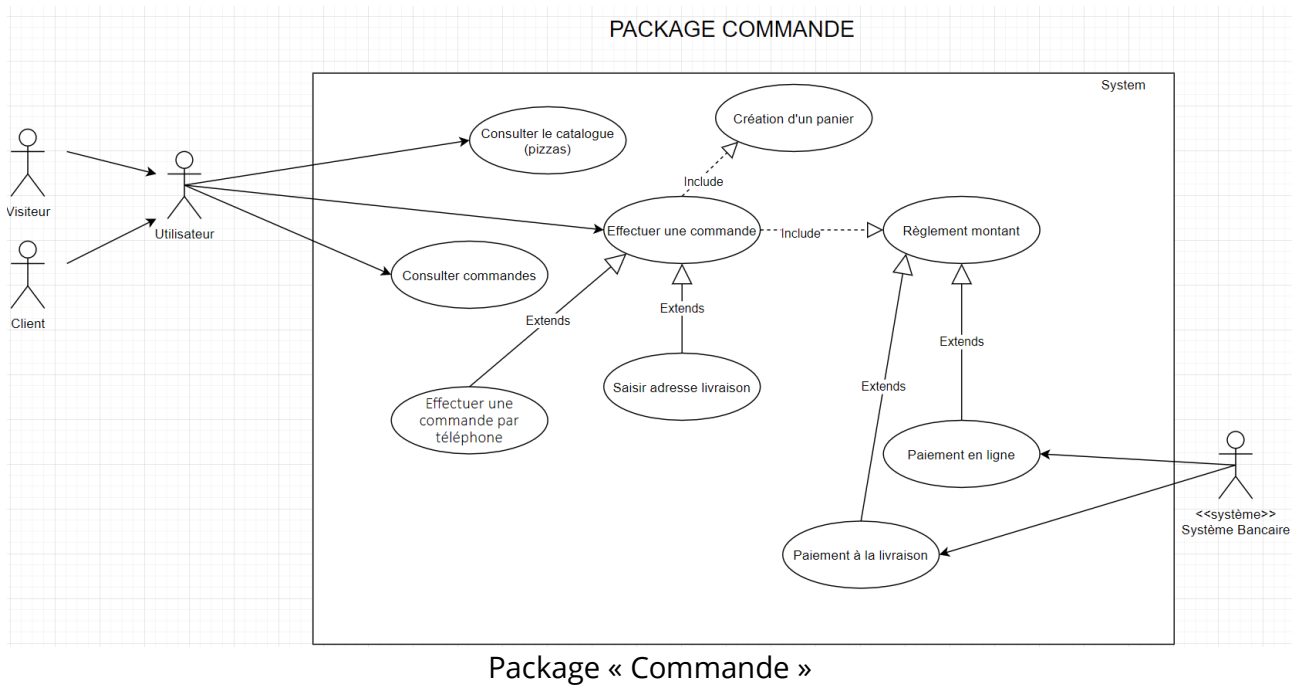 PACKAGE COMMANDE
System
Création d'un panier
Consulter le catalogue
(pizzas)
Include
Visiteur
Utilisateur
Effectuer une commande
Include
Règlement montant
Consulter commandes
Client
Extends
Extends
Extends
Extends
Saisir adresse livraison
Effectuer une
commande par
téléphone
Paiement en ligne
<<système>>
Système Bancaire
Paiement à la livraison
Package « Commande »